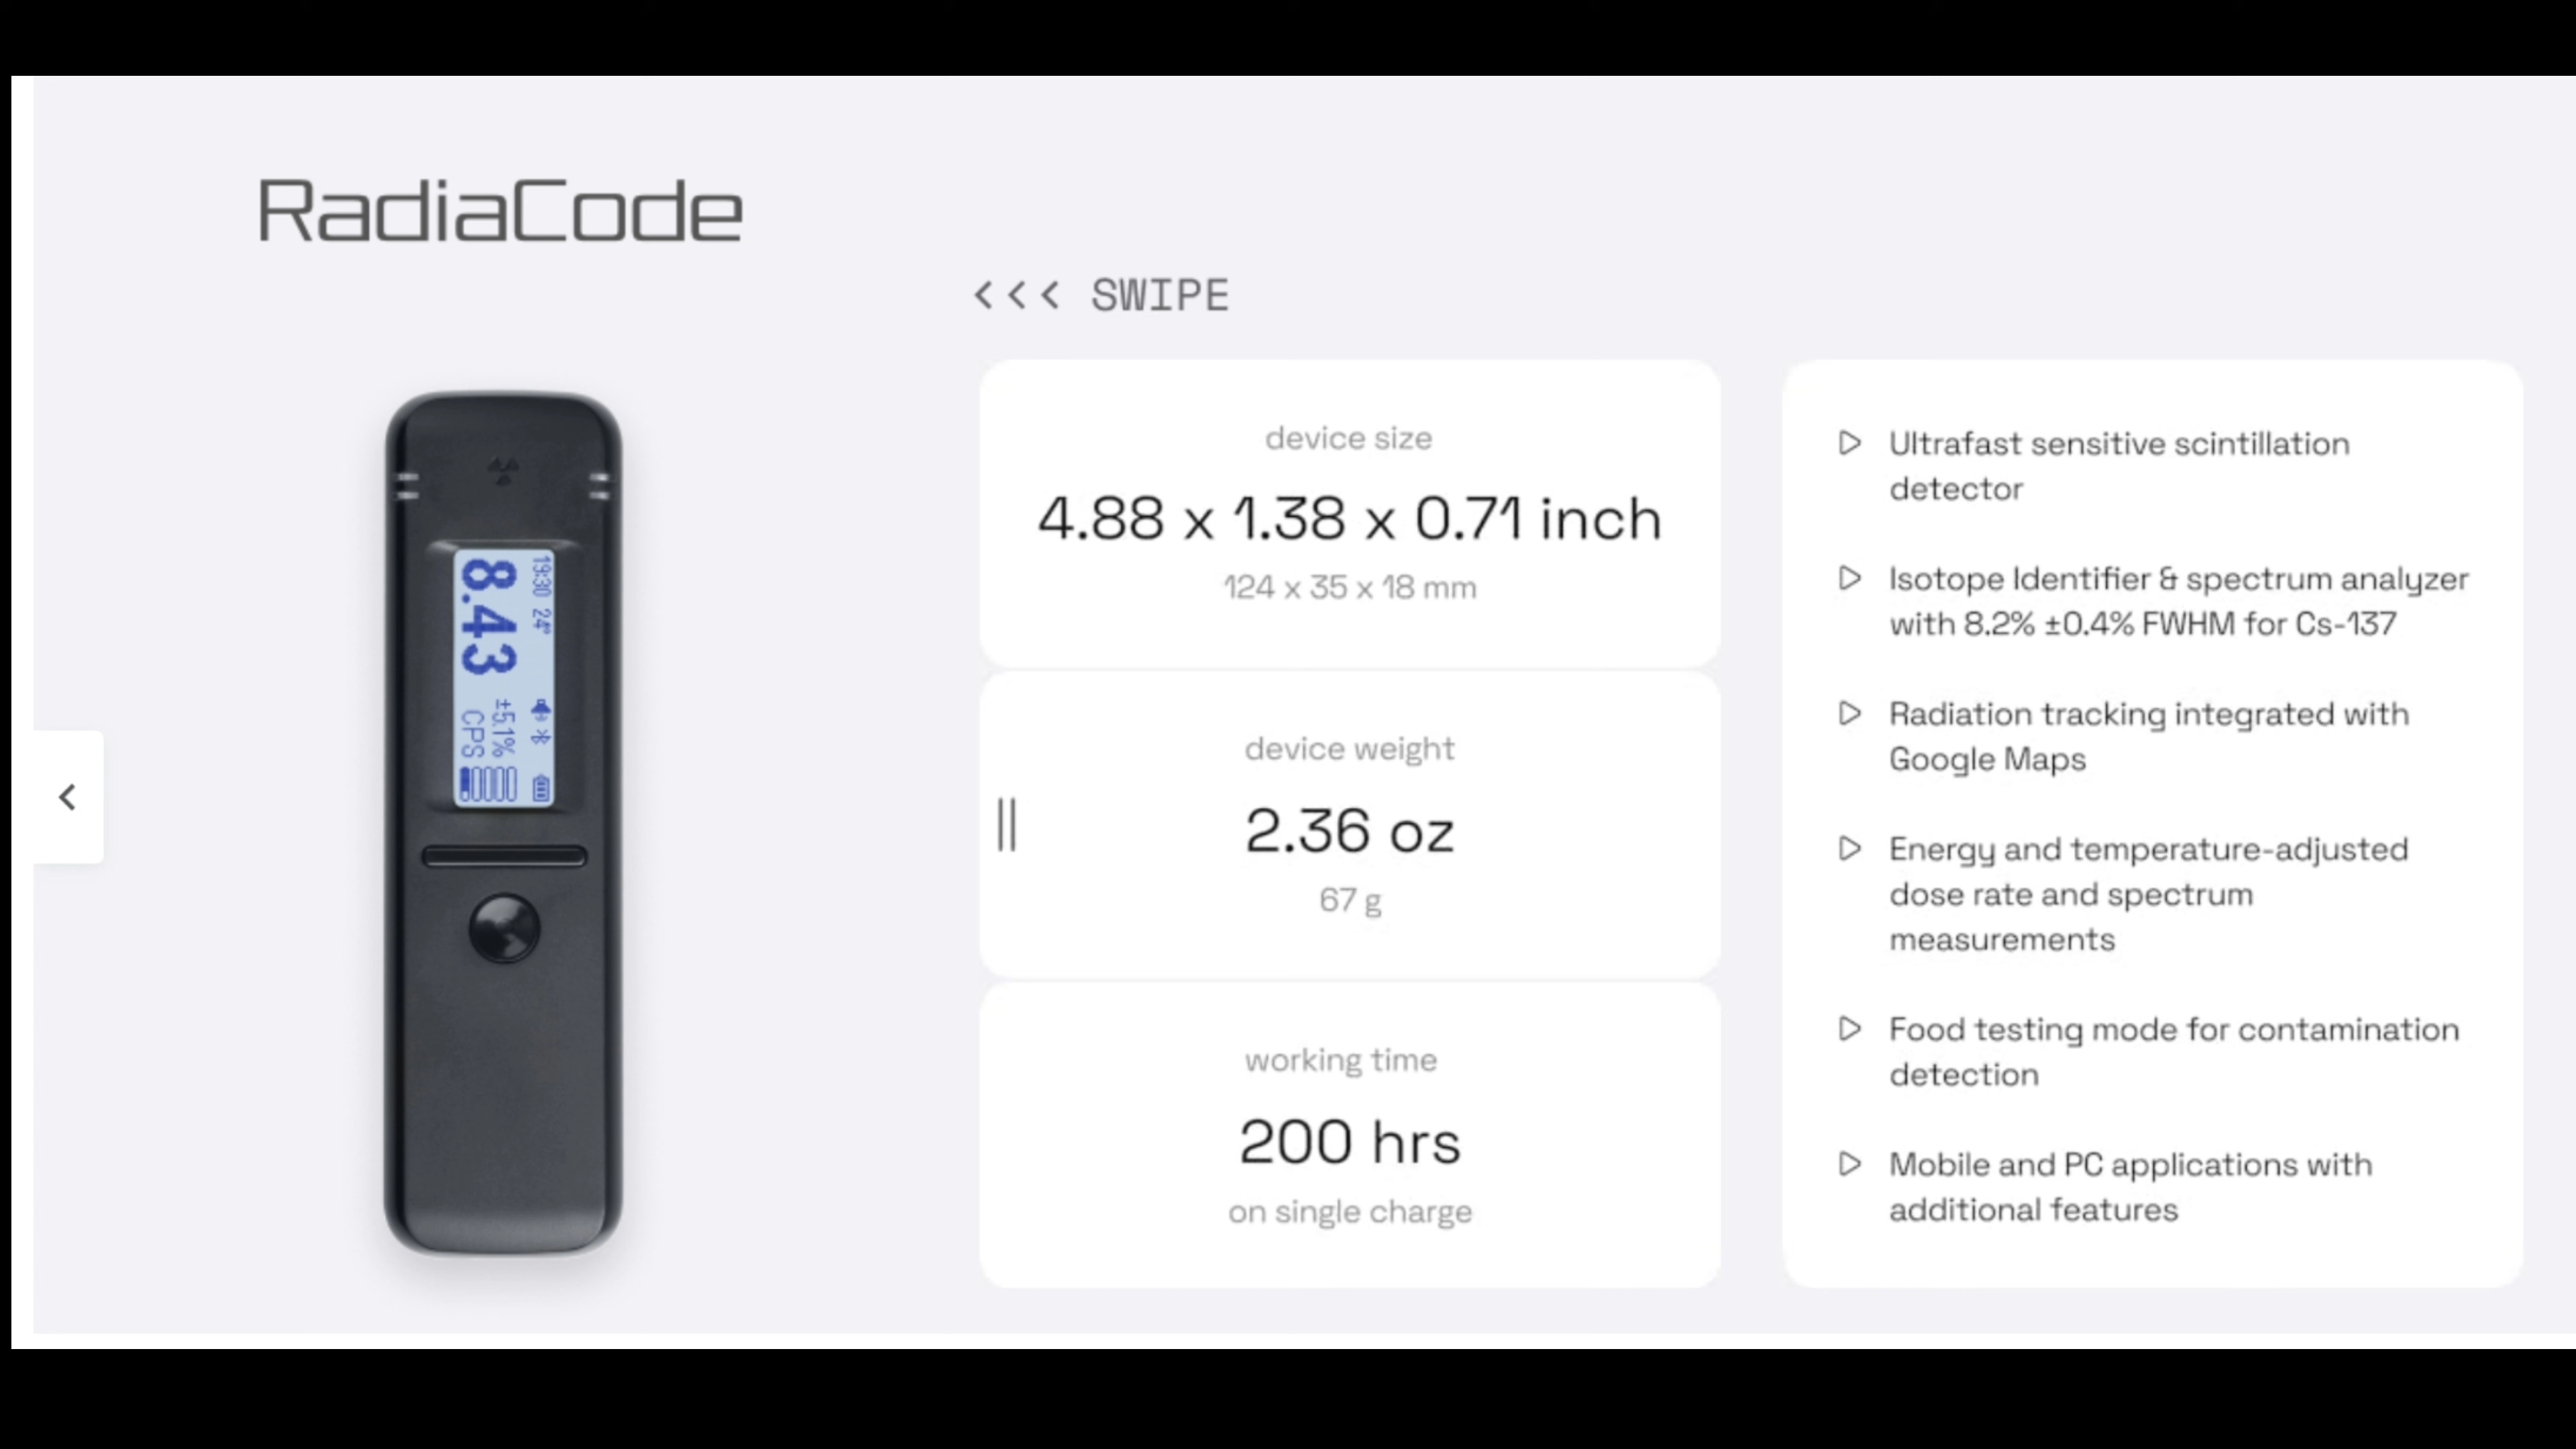 RadiaCode
<<< SWIPE
19:30 24°
8.43
±5.1%
CPS
device size
4.88 x 1.38 x 0.71 inch
124 x 35 x 18 mm
device weight
2.36 oz
67 g
working time
200 hrs
on single charge
Ultrafast sensitive scintillation
detector
Isotope Identifier & spectrum analyzer
with 8.2% ±0.4% FWHM for Cs-137
Radiation tracking integrated with
Google Maps
Energy and temperature-adjusted
dose rate and spectrum
measurements
Food testing mode for contamination
detection
Mobile and PC applications with
additional features